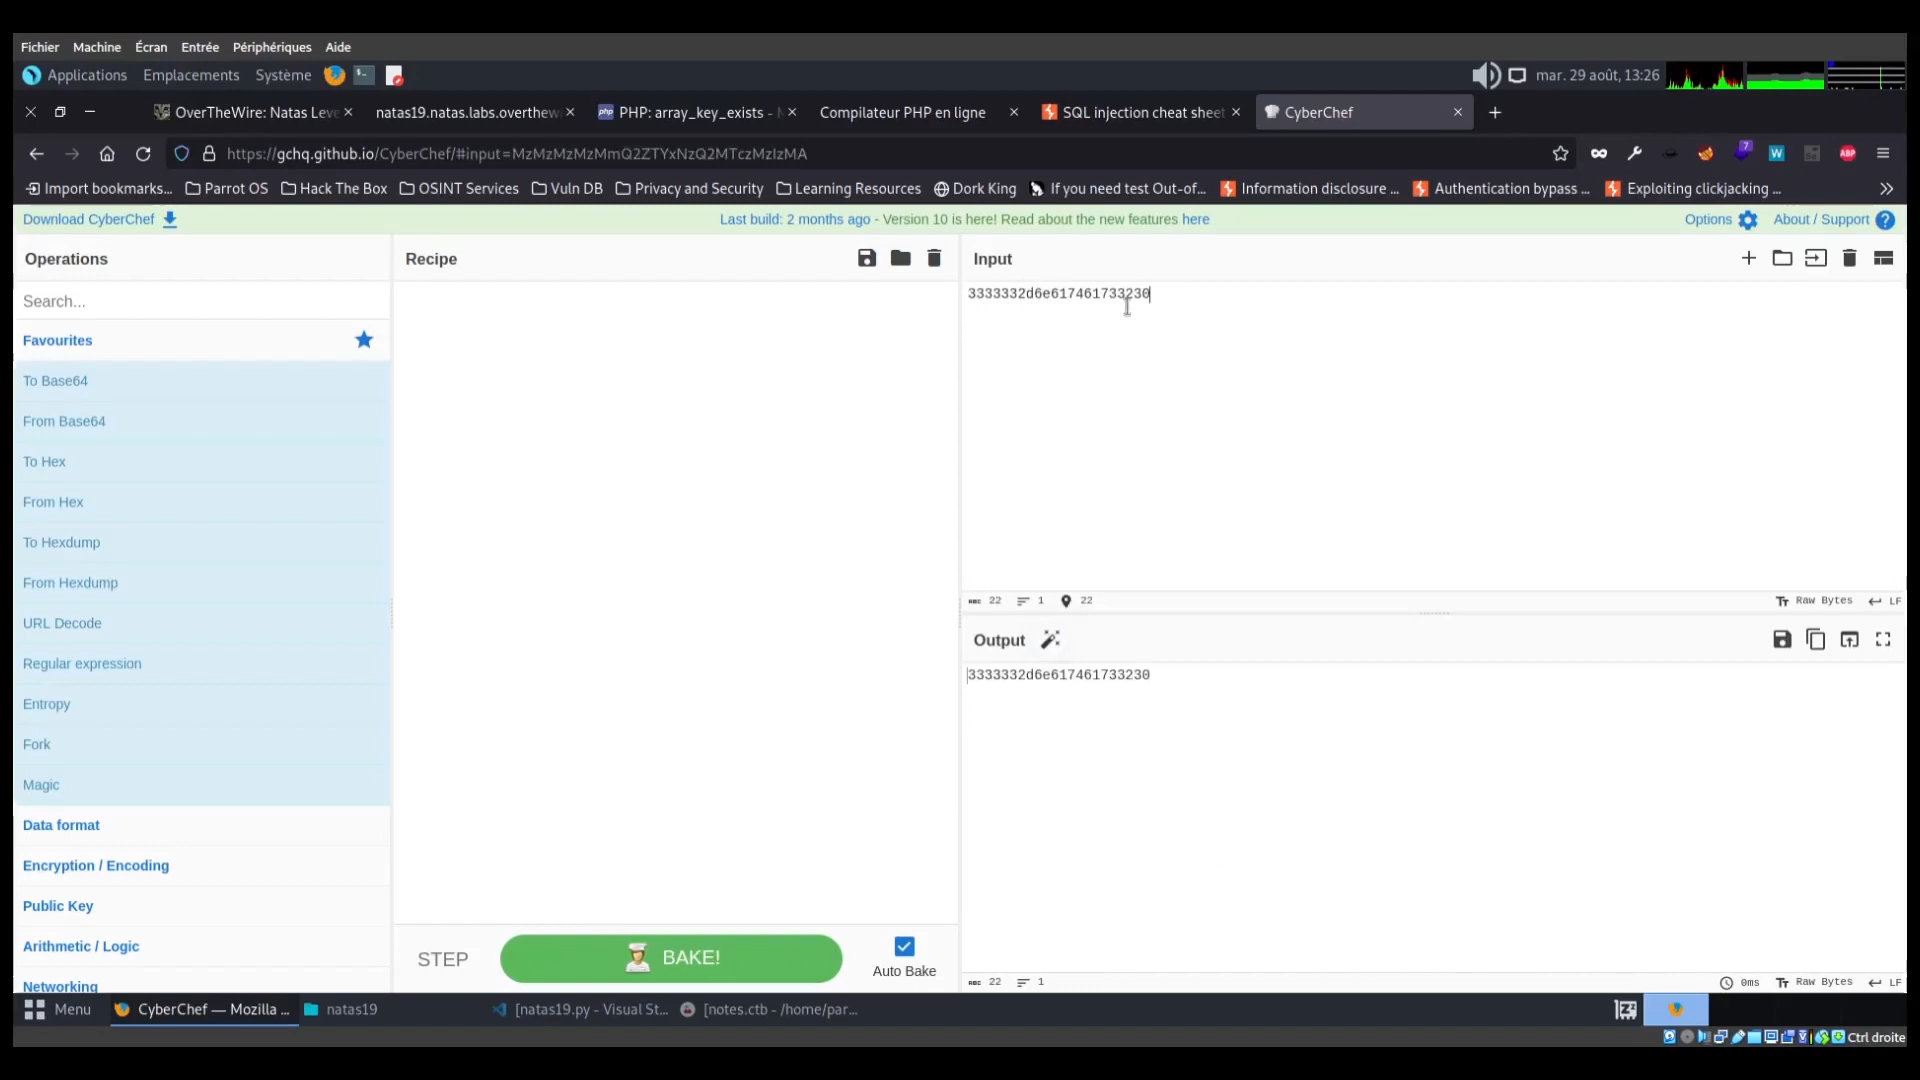 Fichier Machine Écran Entrée Périphériques Aide
Applications Emplacements Système mar. 29 août, 13:26
OverTheWire: Natas Leve natas19.natas.labs.overthew PHP: array_key_exists - Compilateur PHP en ligne SQL injection cheat sheet CyberChef
https://gchq.github.io/CyberChef/#input=MzMzMzMzMmQ2ZTYxNzQ2MTczMzIzMA 7 W ABP
Import bookmarks... Parrot OS Hack The Box OSINT Services Vuln DB Privacy and Security Learning Resources Dork King If you need test Out-of... Information disclosure ... Authentication bypass ... Exploiting clickjacking ...
Download CyberChef Last build: 2 months ago - Version 10 is here! Read about the new features here Options About / Support
Operations Recipe Input
Search... 3333332d6e617461733230
Favourites
To Base64
From Base64
To Hex
From Hex
To Hexdump
From Hexdump
22 1 22 Raw Bytes LF
URL Decode
Output
Regular expression
3333332d6e617461733230
Entropy
Fork
Magic
Data format
Encryption / Encoding
Public Key
Arithmetic / Logic
STEP BAKE! Auto Bake
Networking 22 1 0ms Raw Bytes LF
Menu CyberChef — Mozilla ... natas19 [natas19.py - Visual St... [notes.ctb - /home/par...
Ctrl droite